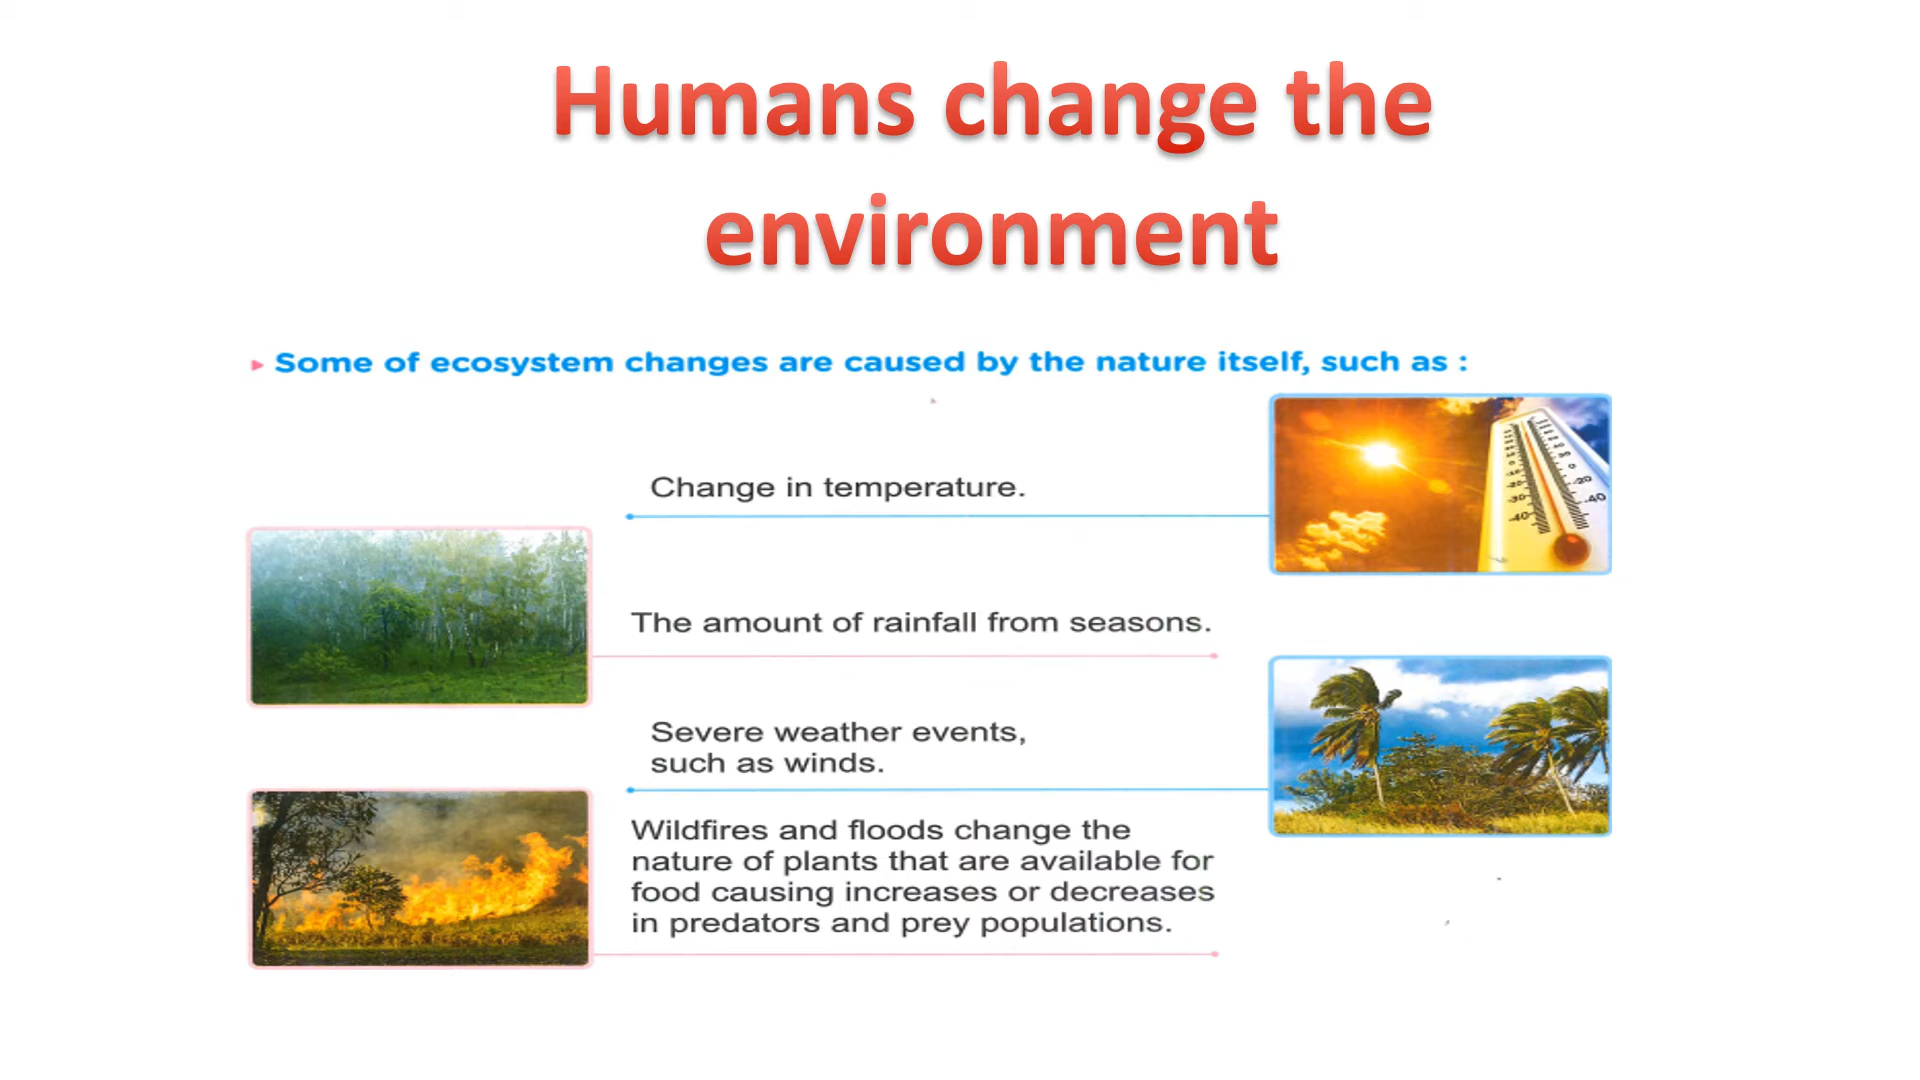 Humans change the
environment
Some of ecosystem changes are caused by the nature itself, such as :
Change in temperature.
The amount of rainfall from seasons.
Severe weather events,
such as winds.
Wildfires and floods change the
nature of plants that are available for
food causing increases or decreases
in predators and prey populations.